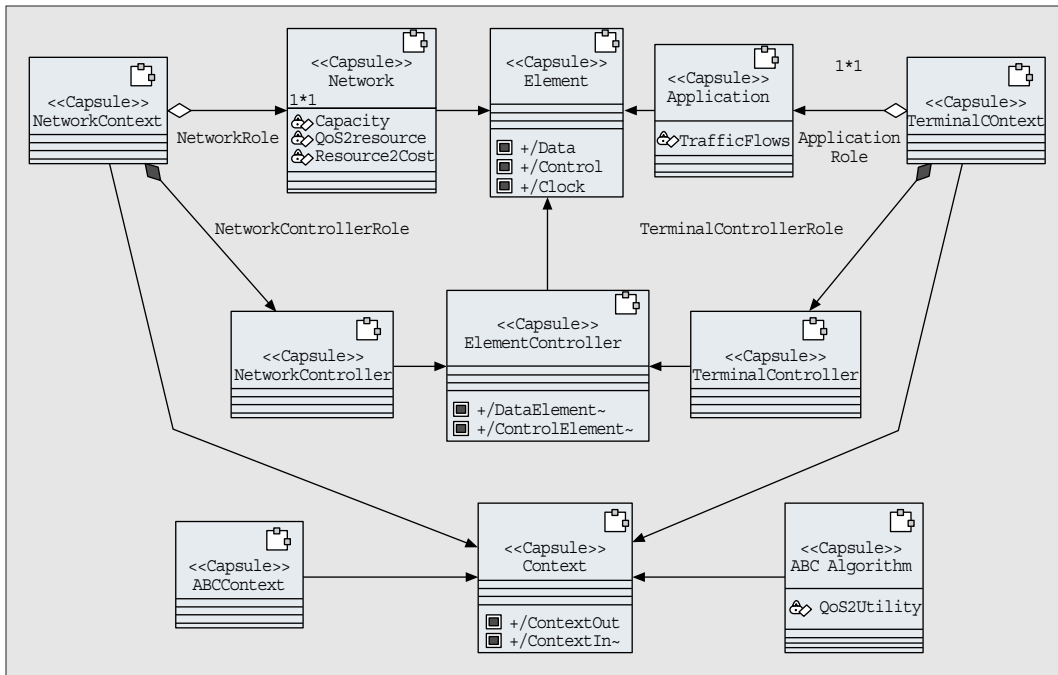 <<Capsule>>
NetworkContext
<<Capsule>>
Network
1*1
Capacity
QoS2resource
Resource2Cost
<<Capsule>>
Element
+/Data
+/Control
+/Clock
<<Capsule>>
Application
TrafficFlows
1*1
<<Capsule>>
TerminalCOntext
NetworkRole
Application
Role
NetworkControllerRole
TerminalControllerRole
<<Capsule>>
NetworkController
<<Capsule>>
ElementController
+/DataElement~
+/ControlElement~
<<Capsule>>
TerminalController
<<Capsule>>
ABCContext
<<Capsule>>
Context
+/ContextOut
+/ContextIn~
<<Capsule>>
ABC Algorithm
QoS2Utility